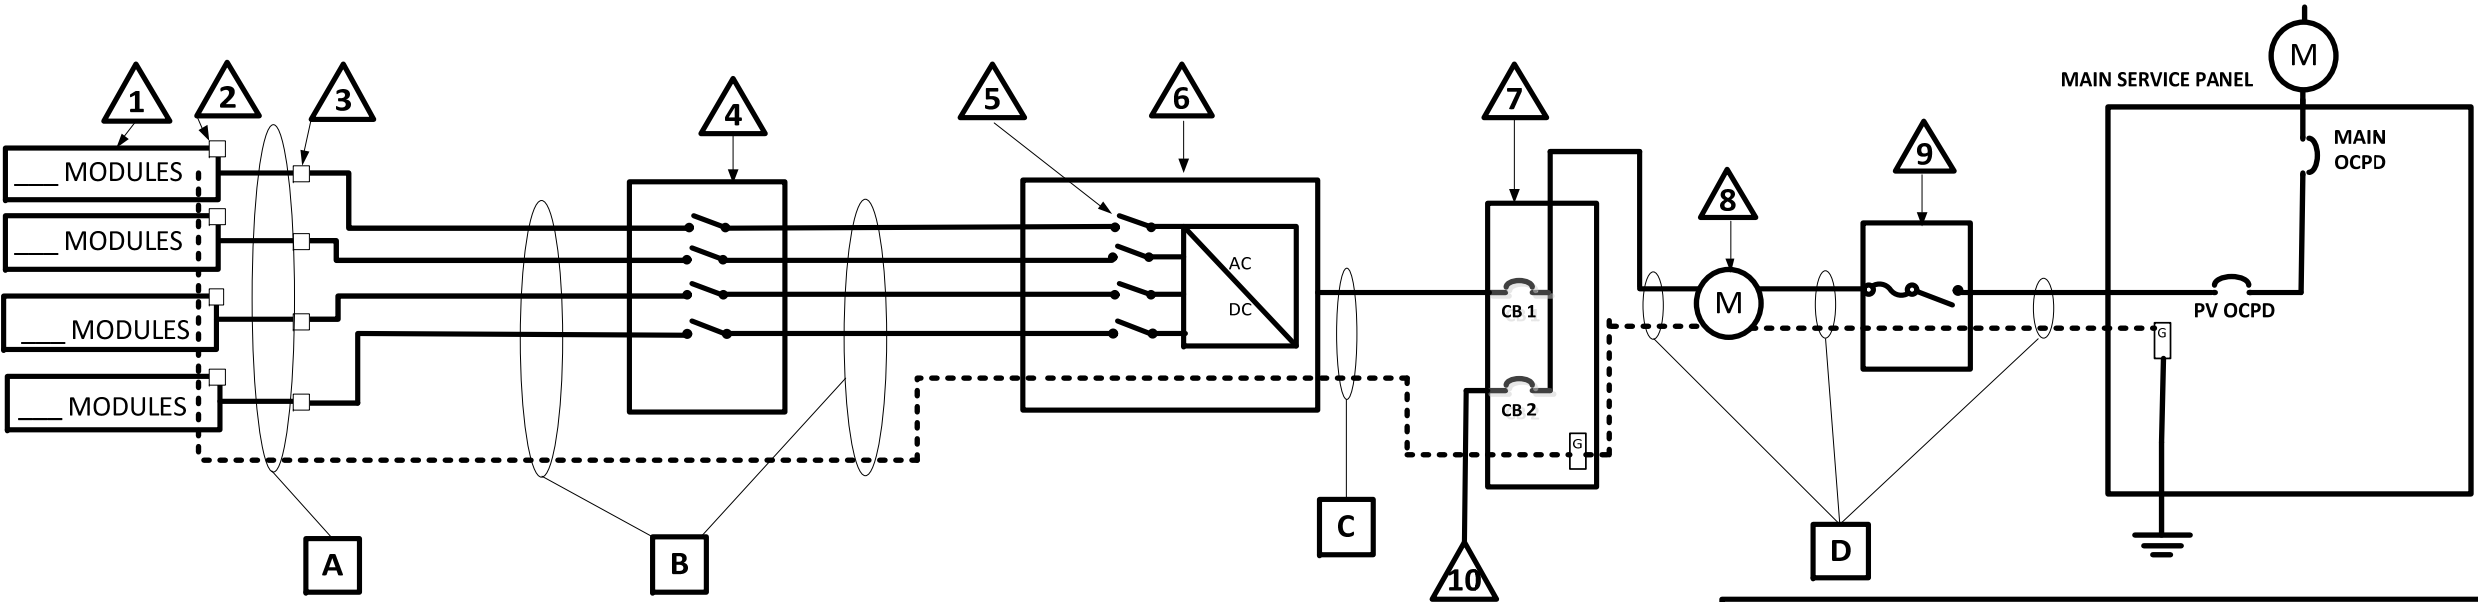 1
2
3
4
5
6
7
8
9
10
M
MAIN SERVICE PANEL
MAIN
OCPD
___ MODULES
___ MODULES
___ MODULES
___ MODULES
AC
DC
CB 1
CB 2
G
M
PV OCPD
G
A
B
C
D